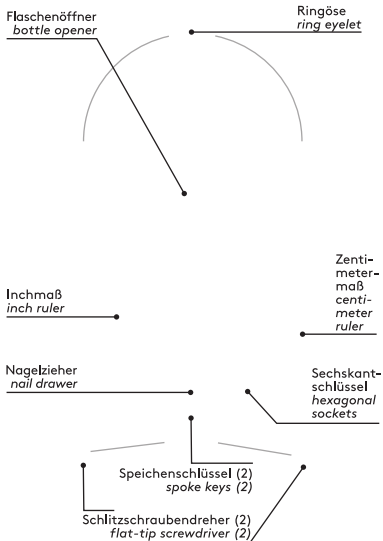 Flaschenöffner
bottle opener
Ringöse
ring eyelet
Inchmaß
inch ruler
Zenti-
meter-
maß
centi-
meter
ruler
Nagelzieher
nail drawer
Sechskant-
schlüssel
hexagonal
sockets
Speichenschlüssel (2)
spoke keys (2)
Schlitzschraubendreher (2)
flat-tip screwdriver (2)